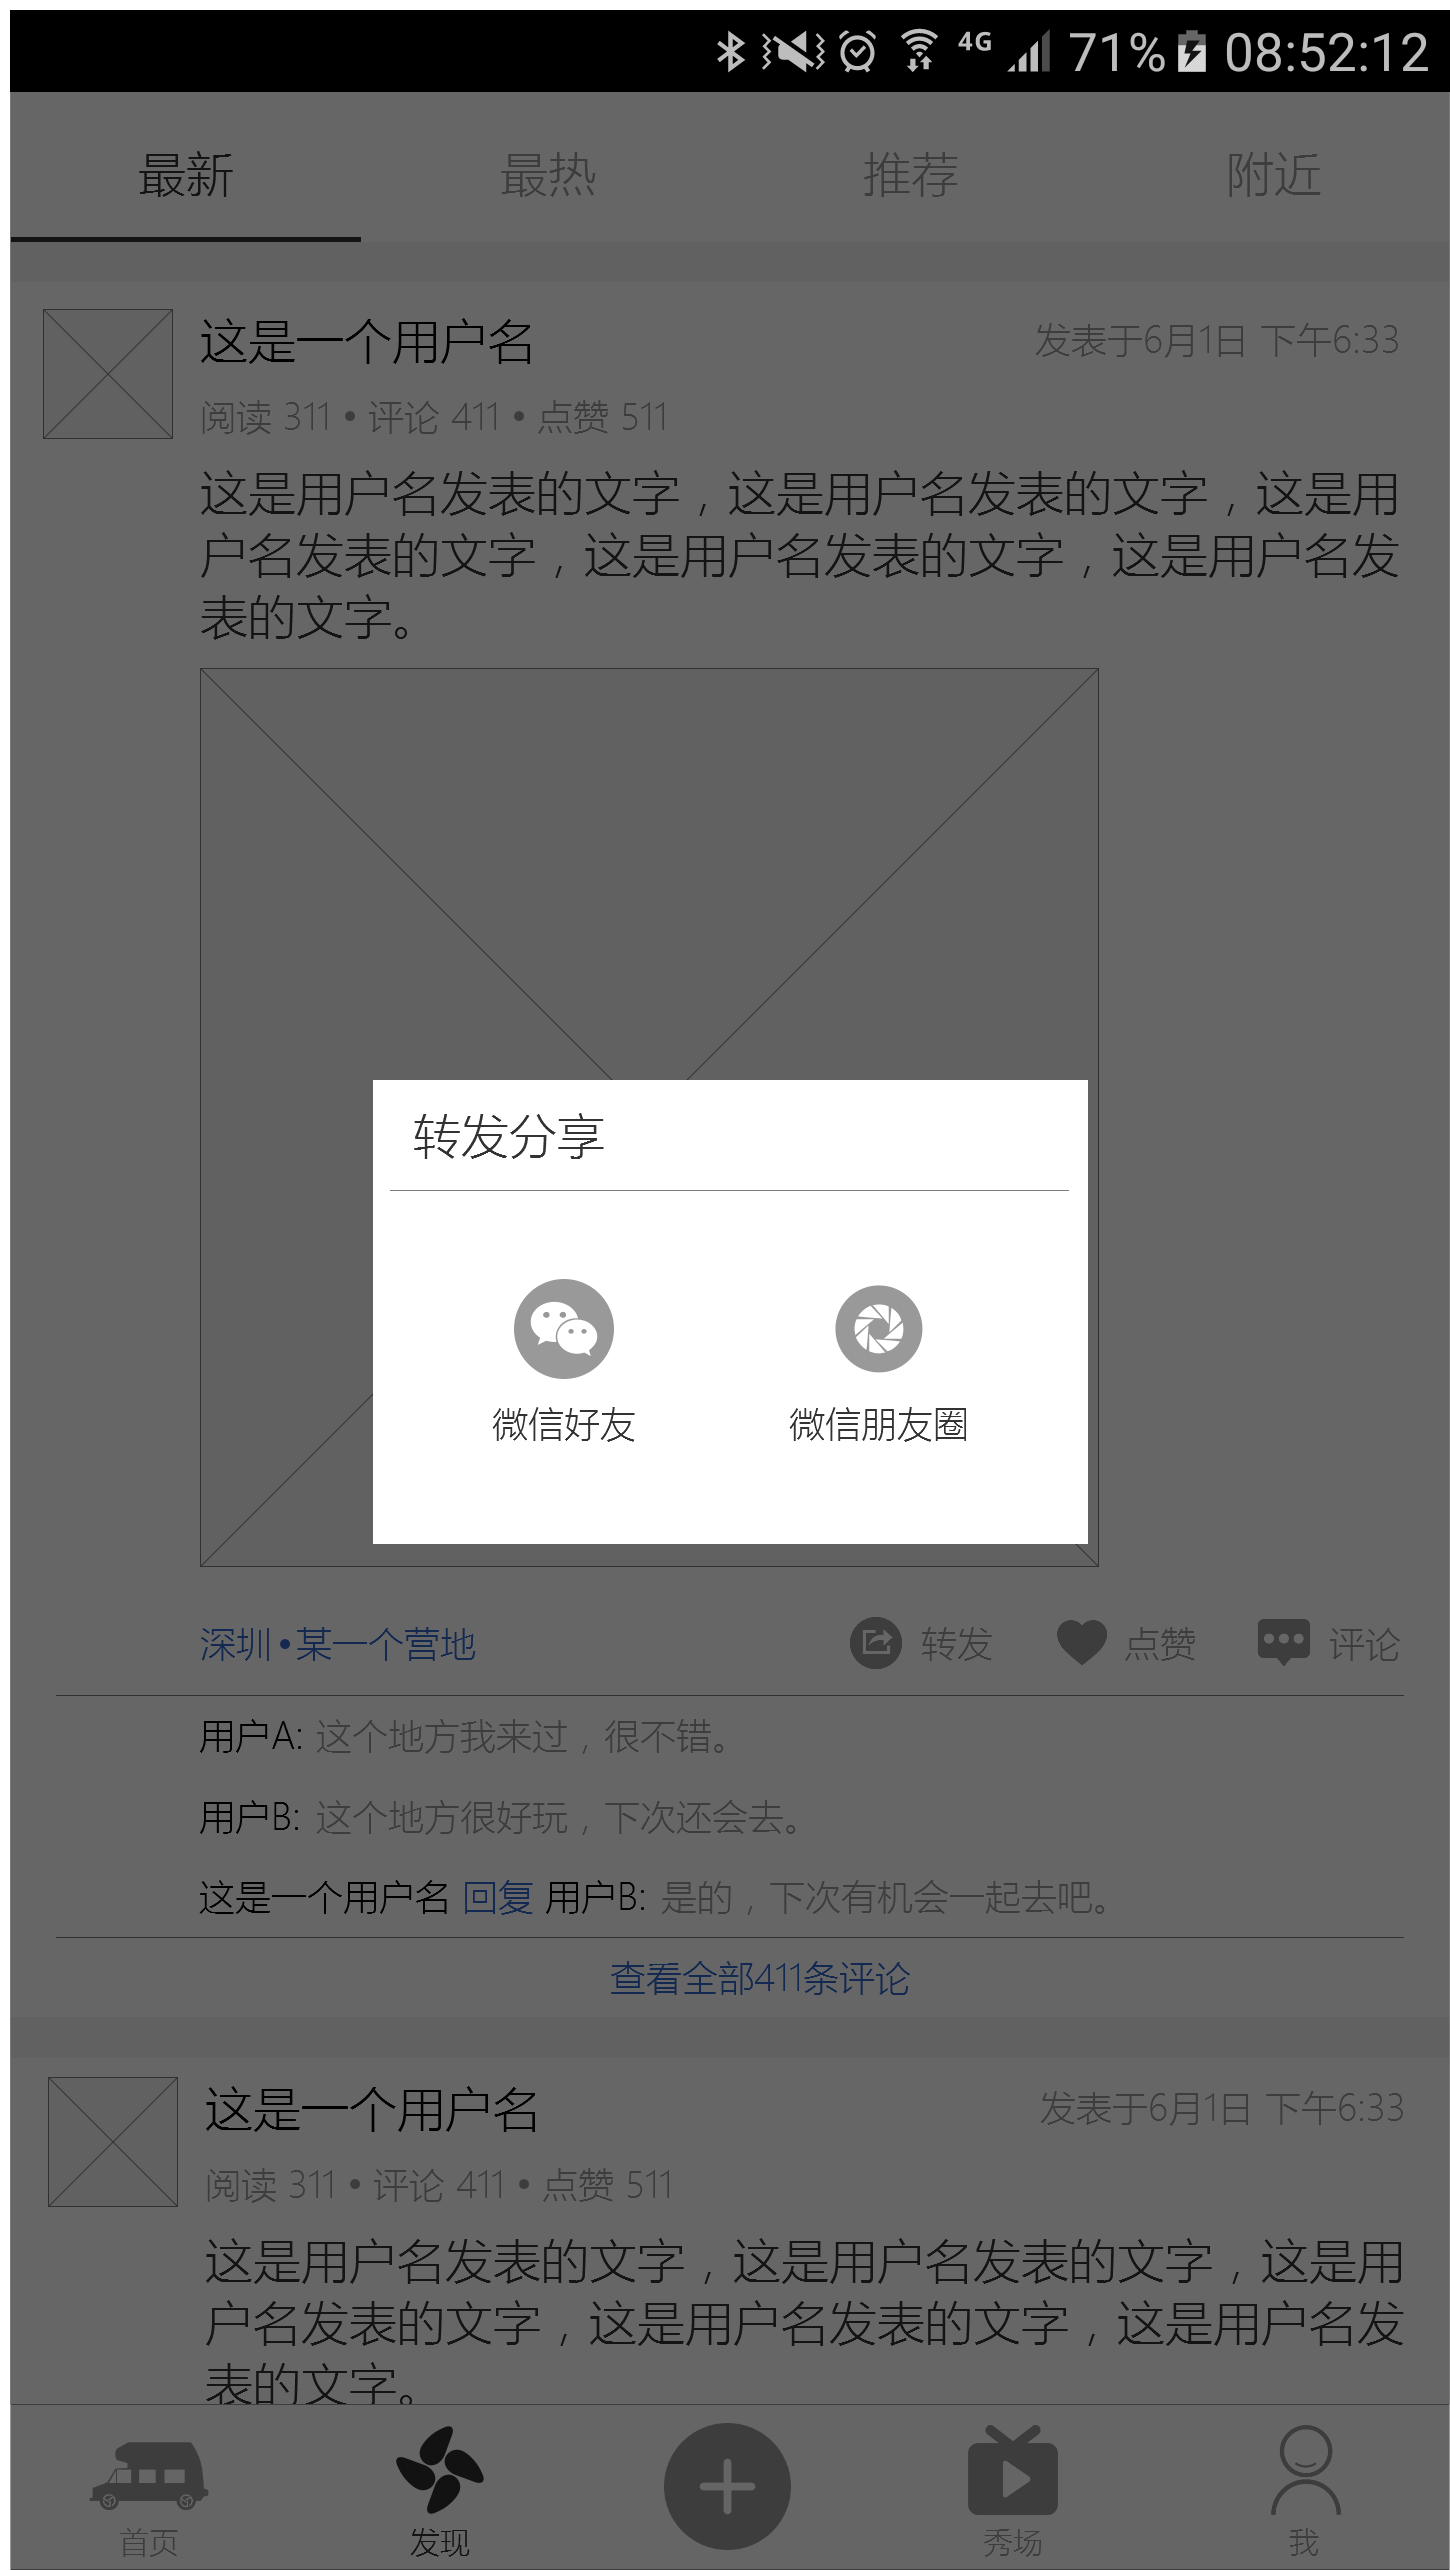 4G 71% 08:52:12
最新 最热 推荐 附近
这是一个用户名 发表于6月1日 下午6:33
阅读 311 • 评论 411 • 点赞 511
这是用户名发表的文字，这是用户名发表的文字，这是用
户名发表的文字，这是用户名发表的文字，这是用户名发
表的文字。
转发分享
微信好友 微信朋友圈
深圳•某一个营地 转发 点赞 评论
用户A: 这个地方我来过，很不错。
用户B: 这个地方很好玩，下次还会去。
这是一个用户名 回复 用户B: 是的，下次有机会一起去吧。
查看全部411条评论
这是一个用户名 发表于6月1日 下午6:33
阅读 311 • 评论 411 • 点赞 511
这是用户名发表的文字，这是用户名发表的文字，这是用
户名发表的文字，这是用户名发表的文字，这是用户名发
表的文字。
首页 发现 秀场 我